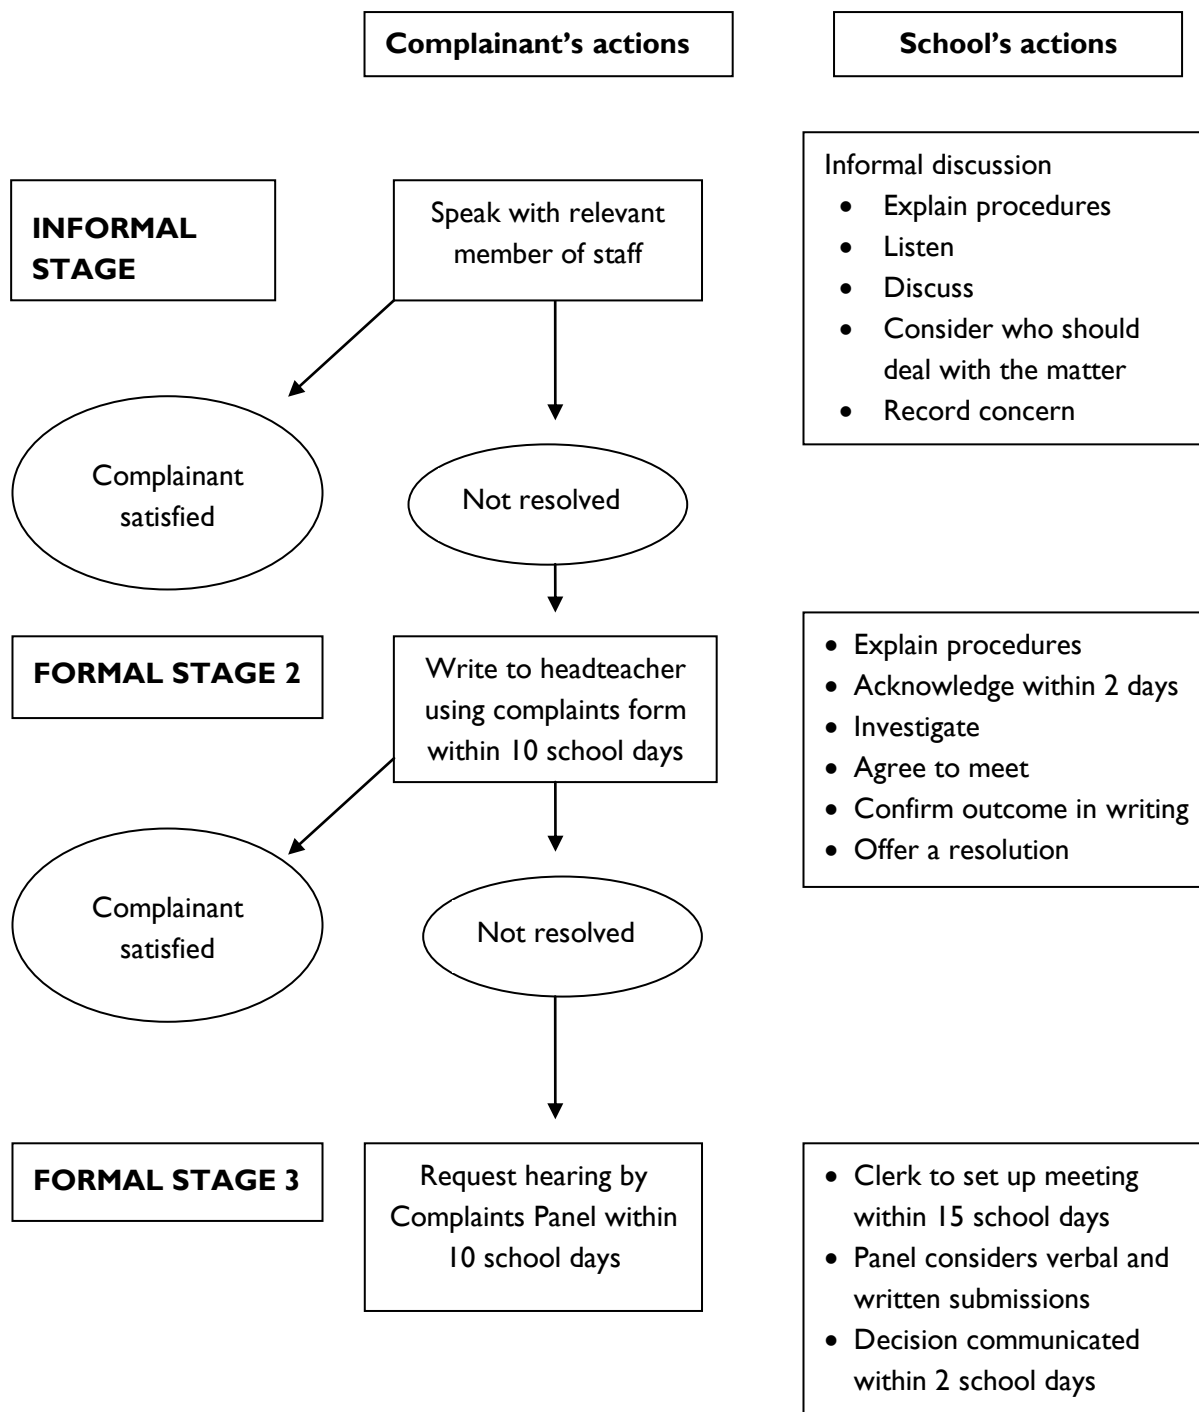 Complainant’s actions
School’s actions
INFORMAL
STAGE
Speak with relevant
member of staff
Informal discussion
• Explain procedures
• Listen
• Discuss
• Consider who should
deal with the matter
• Record concern
Complainant
satisfied
Not resolved
FORMAL STAGE 2
Write to headteacher
using complaints form
within 10 school days
• Explain procedures
• Acknowledge within 2 days
• Investigate
• Agree to meet
• Confirm outcome in writing
• Offer a resolution
Complainant
satisfied
Not resolved
FORMAL STAGE 3
Request hearing by
Complaints Panel within
10 school days
• Clerk to set up meeting
within 15 school days
• Panel considers verbal and
written submissions
• Decision communicated
within 2 school days